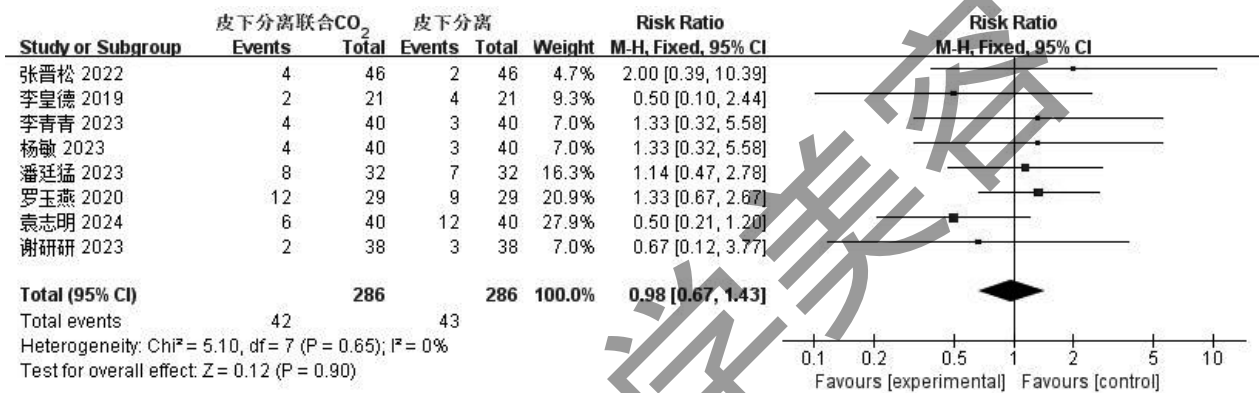 皮下分离联合CO2 皮下分离 Risk Ratio Risk Ratio
Study or Subgroup Events Total Events Total Weight M-H, Fixed, 95% CI M-H, Fixed, 95% CI
张晋松 2022 4 46 2 46 4.7% 2.00 [0.39, 10.39]
李皇德 2019 2 21 4 21 9.3% 0.50 [0.10, 2.44]
李青青 2023 4 40 3 40 7.0% 1.33 [0.32, 5.58]
杨敏 2023 4 40 3 40 7.0% 1.33 [0.32, 5.58]
潘廷猛 2023 8 32 7 32 16.3% 1.14 [0.47, 2.78]
罗玉燕 2020 12 29 9 29 20.9% 1.33 [0.67, 2.67]
袁志明 2024 6 40 12 40 27.9% 0.50 [0.21, 1.20]
谢研研 2023 2 38 3 38 7.0% 0.67 [0.12, 3.77]
Total (95% CI) 286 286 100.0% 0.98 [0.67, 1.43]
Total events 42 43
Heterogeneity: Chi² = 5.10, df = 7 (P = 0.65); I² = 0%
Test for overall effect: Z = 0.12 (P = 0.90)
0.1 0.2 0.5 1 2 5 10
Favours [experimental] Favours [control]
学美容